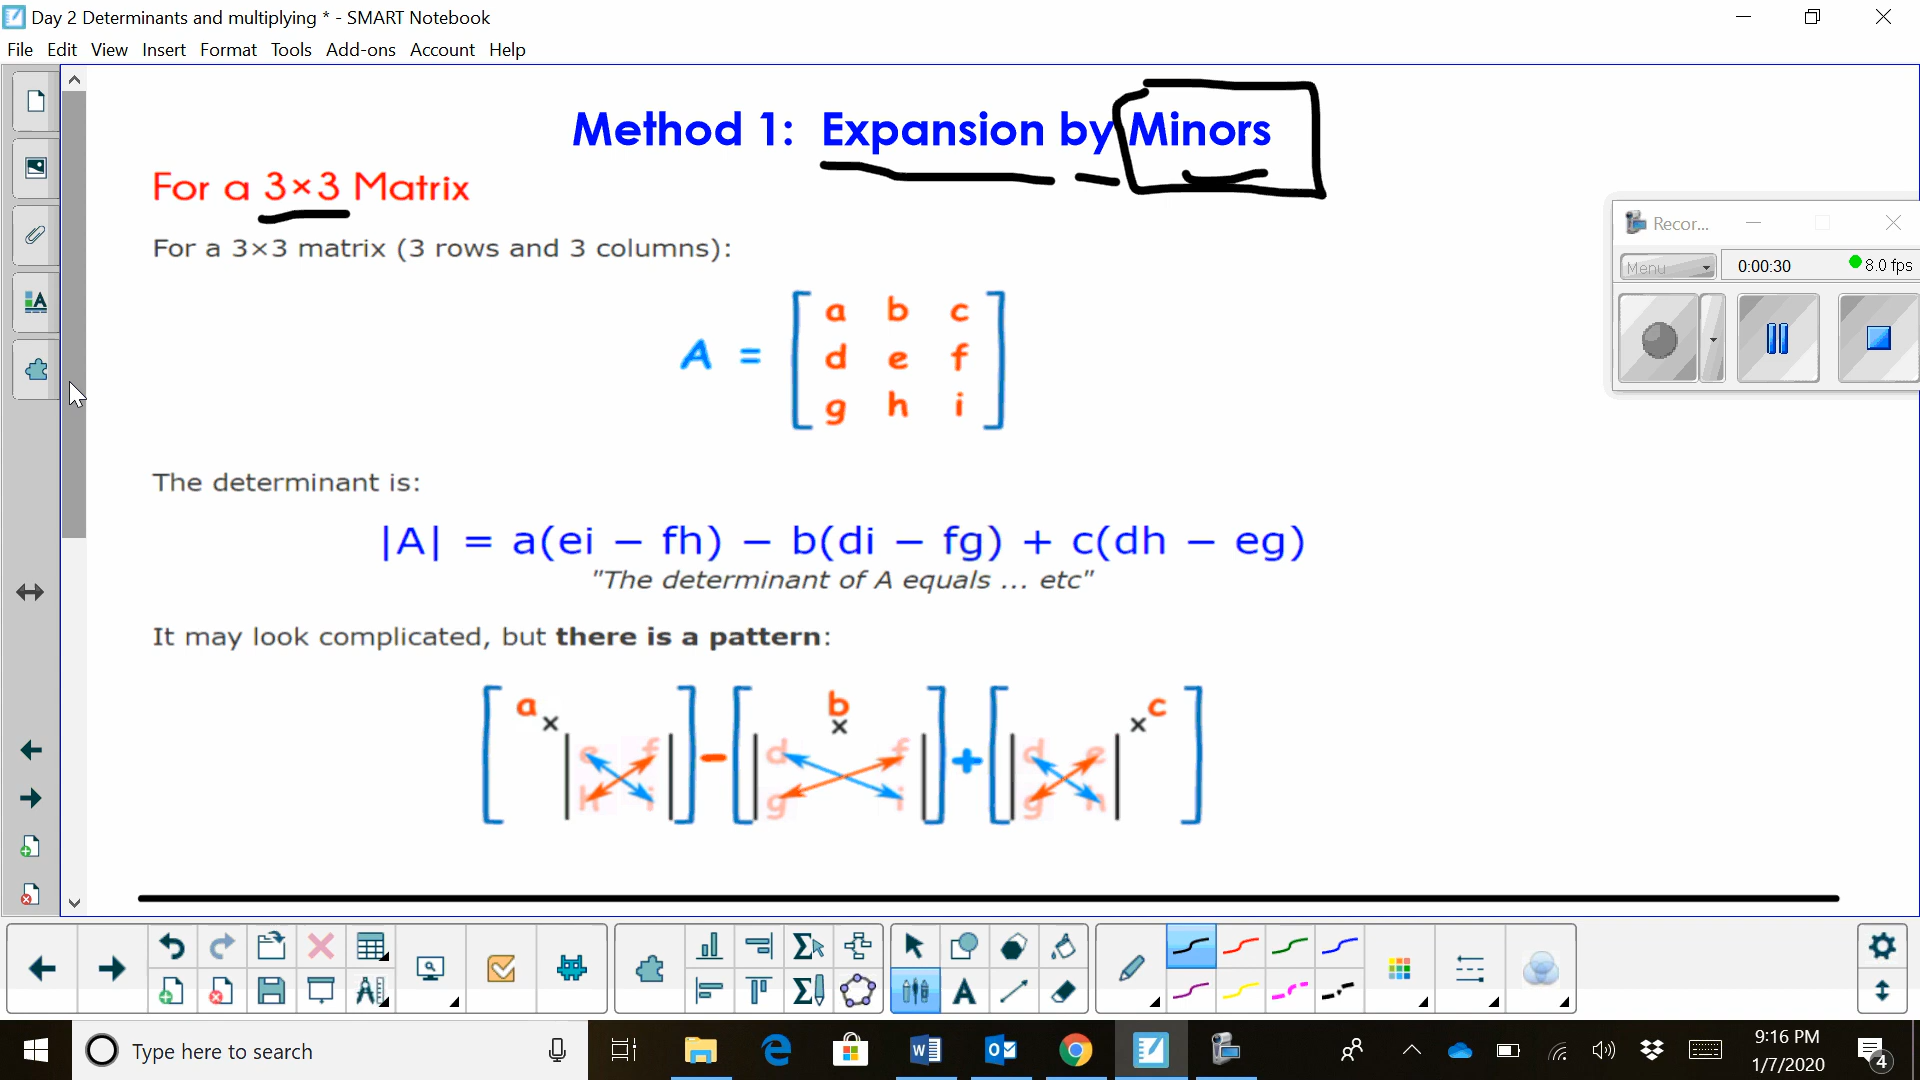 Day 2 Determinants and multiplying * - SMART Notebook
File Edit View Insert Format Tools Add-ons Account Help
Method 1: Expansion by Minors
For a 3×3 Matrix
For a 3×3 matrix (3 rows and 3 columns):
Recor...
Menu 0:00:30 8.0 fps
A = [ a b c
d e f
g h i ]
The determinant is:
|A| = a(ei − fh) − b(di − fg) + c(dh − eg)
"The determinant of A equals ... etc"
It may look complicated, but there is a pattern:
[ a × | e f | ] − [ b × | d f | ] + [ | d e | × c ]
h i g i g h
Type here to search
9:16 PM
1/7/2020
4